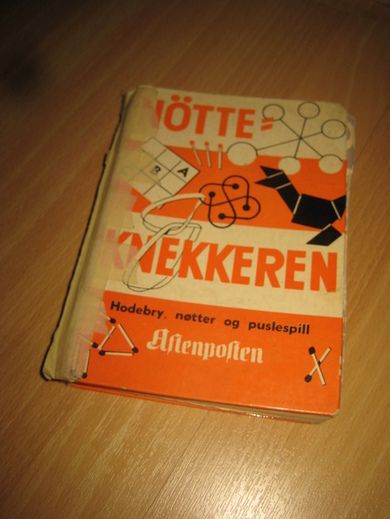 NÖTTE=
A
B
KNEKKEREN
Hodebry, nøtter og puslespill
Aftenposten